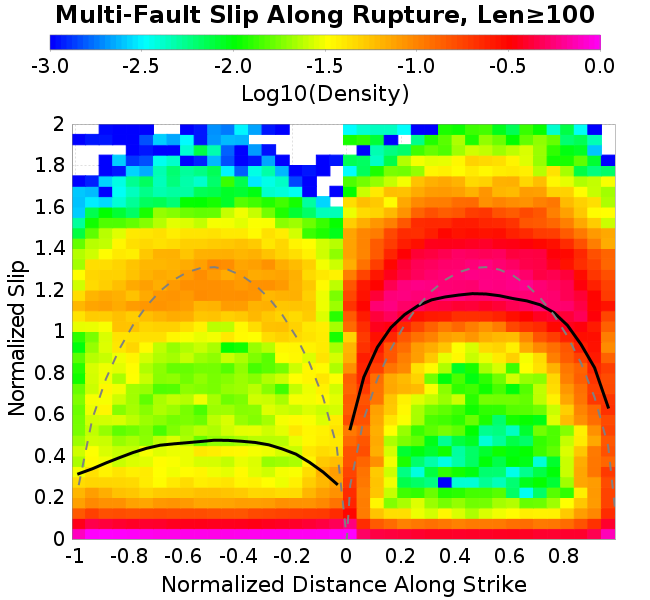 Multi-Fault Slip Along Rupture, Len≥100
-3.0 -2.5 -2.0 -1.5 -1.0 -0.5 0.0
Log10(Density)
2
1.8
1.6
1.4
1.2
1
0.8
0.6
0.4
0.2
0
Normalized Slip
-1 -0.8 -0.6 -0.4 -0.2 0 0.2 0.4 0.6 0.8
Normalized Distance Along Strike